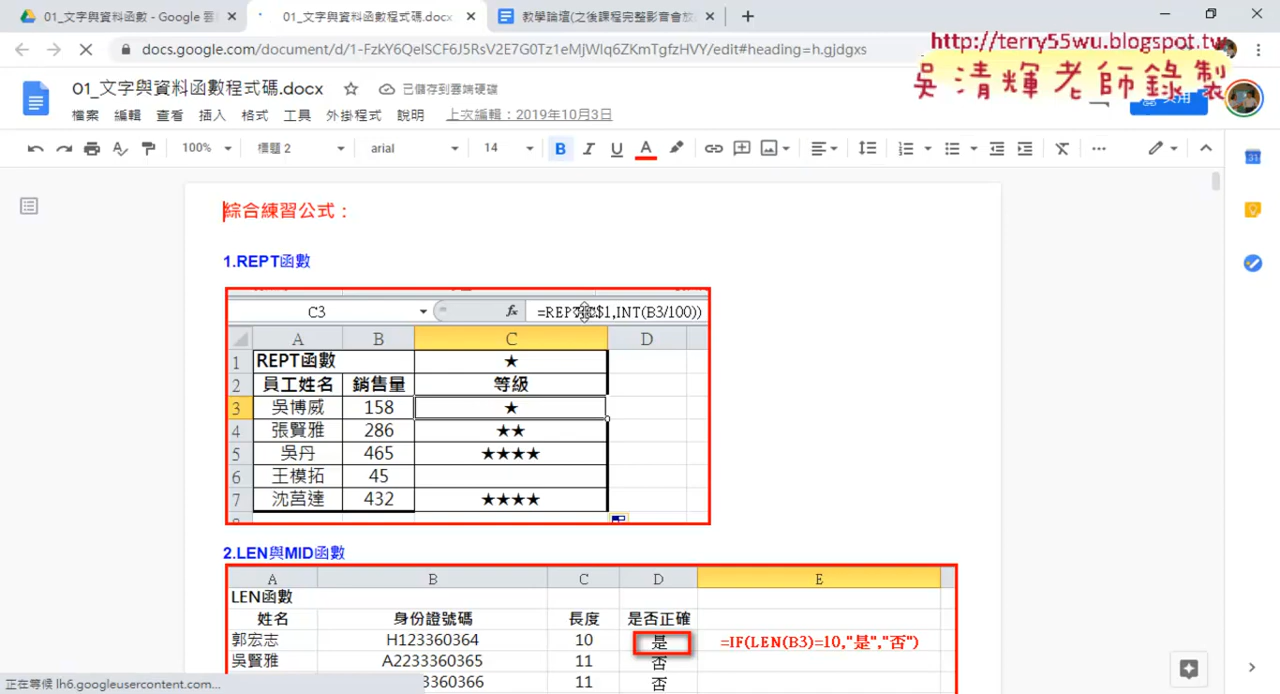 01_文字與資料函數 - Google 雲
01_文字與資料函數程式碼.docx
教學論壇(之後課程完整影音會放
docs.google.com/document/d/1-FzkY6QelSCF6J5RsV2E7G0Tz1eMjWIq6ZKmTgfzHVY/edit#heading=h.gjdgxs
http://terry55wu.blogspot.tw
吳清輝老師錄製
01_文字與資料函數程式碼.docx
已儲存到雲端硬碟
檔案 編輯 查看 插入 格式 工具 外掛程式 說明 上次編輯:2019年10月3日
100% 標題 2 arial 14 B I U A
綜合練習公式：
1.REPT函數
C3 fx =REPT(C$1,INT(B3/100))
A B C D
1 REPT函數 ★
2 員工姓名 銷售量 等級
3 吳博威 158 ★
4 張賢雅 286 ★★
5 吳丹 465 ★★★★
6 王模拓 45
7 沈莒達 432 ★★★★
2.LEN與MID函數
A B C D E
LEN函數
姓名 身份證號碼 長度 是否正確
郭宏志 H123360364 10 是 =IF(LEN(B3)=10,"是","否")
吳賢雅 A2233360365 11 否
3360366 11 否
正在等候 lh6.googleusercontent.com...